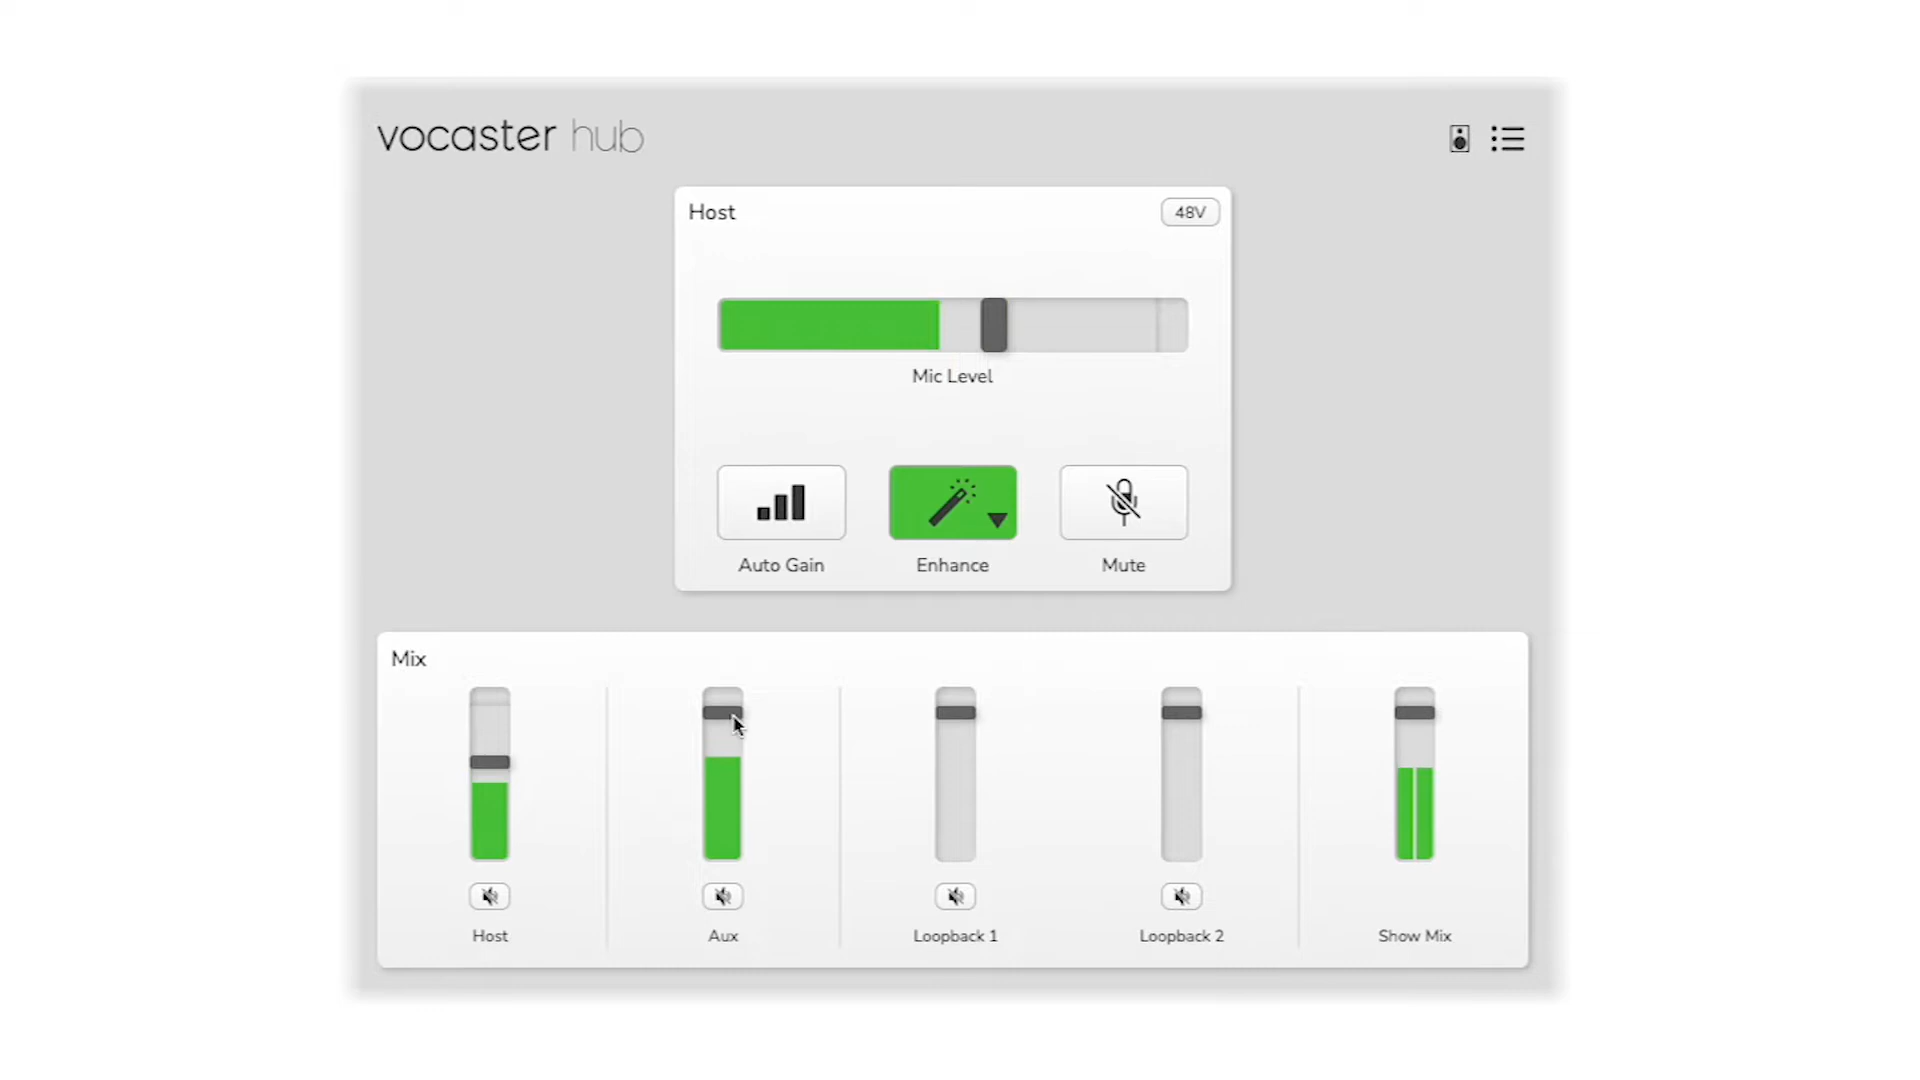 vocaster hub
Host
48V
Mic Level
Auto Gain
Enhance
Mute
Mix
Host
Aux
Loopback 1
Loopback 2
Show Mix